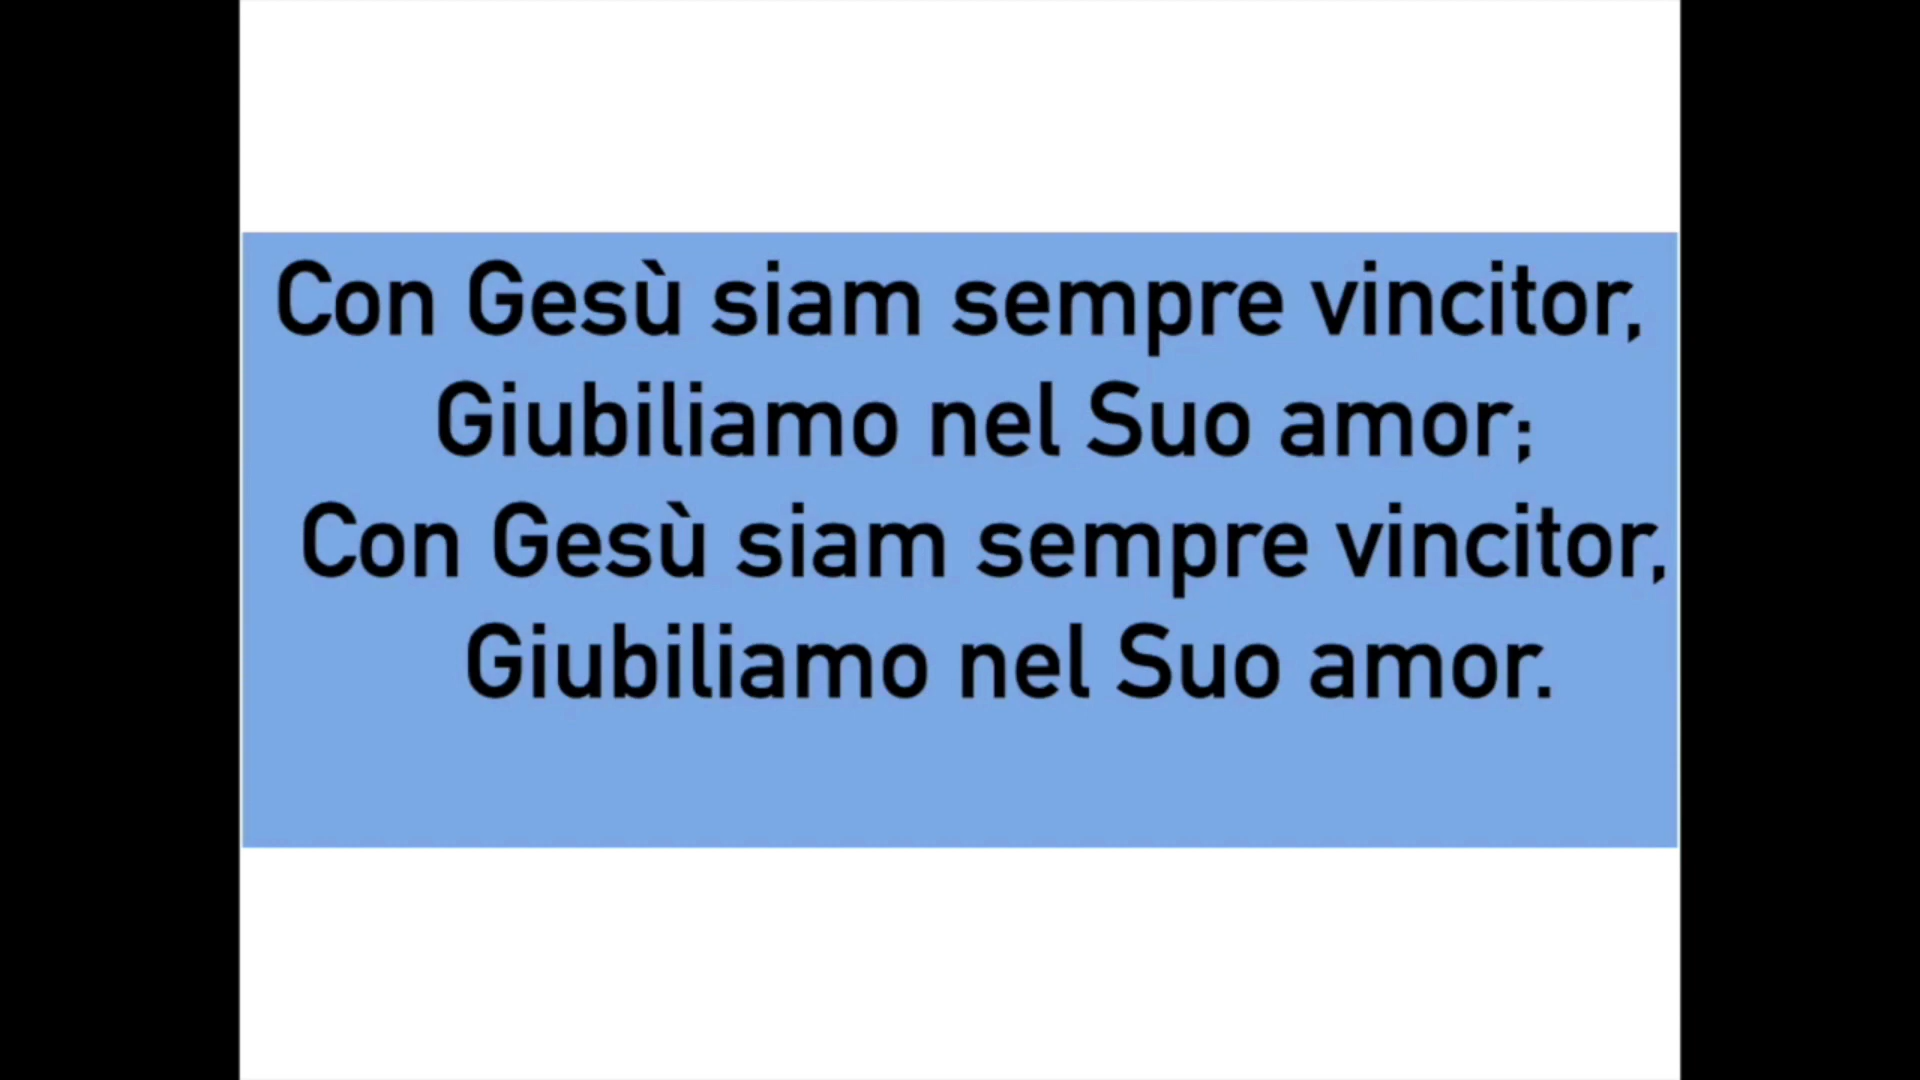 Con Gesù siam sempre vincitor,
Giubiliamo nel Suo amor;
Con Gesù siam sempre vincitor,
Giubiliamo nel Suo amor.